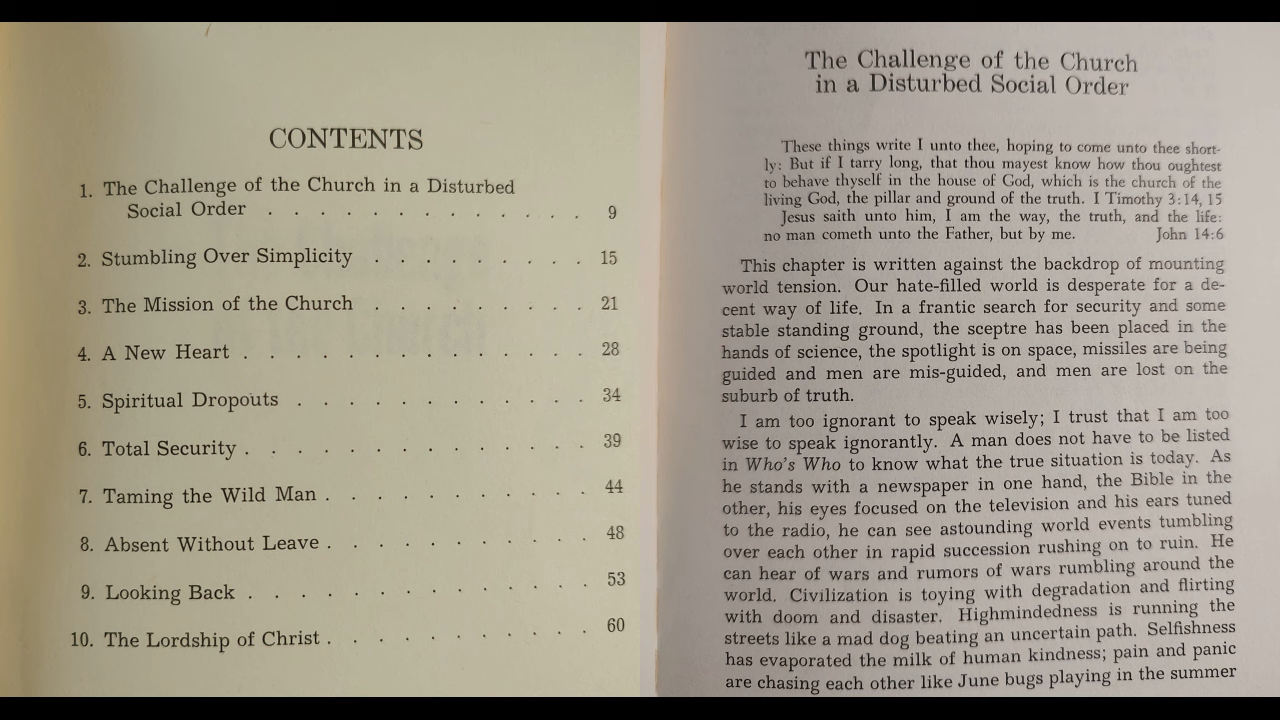 CONTENTS
1. The Challenge of the Church in a Disturbed
Social Order . . . . . . . . . . . . . 9
2. Stumbling Over Simplicity . . . . . . . . . 15
3. The Mission of the Church . . . . . . . . 21
4. A New Heart . . . . . . . . . . . . . . 28
5. Spiritual Dropouts . . . . . . . . . . . 34
6. Total Security . . . . . . . . . . . . . 39
7. Taming the Wild Man . . . . . . . . . . 44
8. Absent Without Leave . . . . . . . . . . 48
9. Looking Back . . . . . . . . . . . . . 53
10. The Lordship of Christ . . . . . . . . . . 60
The Challenge of the Church
in a Disturbed Social Order
These things write I unto thee, hoping to come unto thee short-
ly: But if I tarry long, that thou mayest know how thou oughtest
to behave thyself in the house of God, which is the church of the
living God, the pillar and ground of the truth. I Timothy 3:14, 15
Jesus saith unto him, I am the way, the truth, and the life:
no man cometh unto the Father, but by me. John 14:6
This chapter is written against the backdrop of mounting
world tension. Our hate-filled world is desperate for a de-
cent way of life. In a frantic search for security and some
stable standing ground, the sceptre has been placed in the
hands of science, the spotlight is on space, missiles are being
guided and men are mis-guided, and men are lost on the
suburb of truth.
I am too ignorant to speak wisely; I trust that I am too
wise to speak ignorantly. A man does not have to be listed
in Who's Who to know what the true situation is today. As
he stands with a newspaper in one hand, the Bible in the
other, his eyes focused on the television and his ears tuned
to the radio, he can see astounding world events tumbling
over each other in rapid succession rushing on to ruin. He
can hear of wars and rumors of wars rumbling around the
world. Civilization is toying with degradation and flirting
with doom and disaster. Highmindedness is running the
streets like a mad dog beating an uncertain path. Selfishness
has evaporated the milk of human kindness; pain and panic
are chasing each other like June bugs playing in the summer